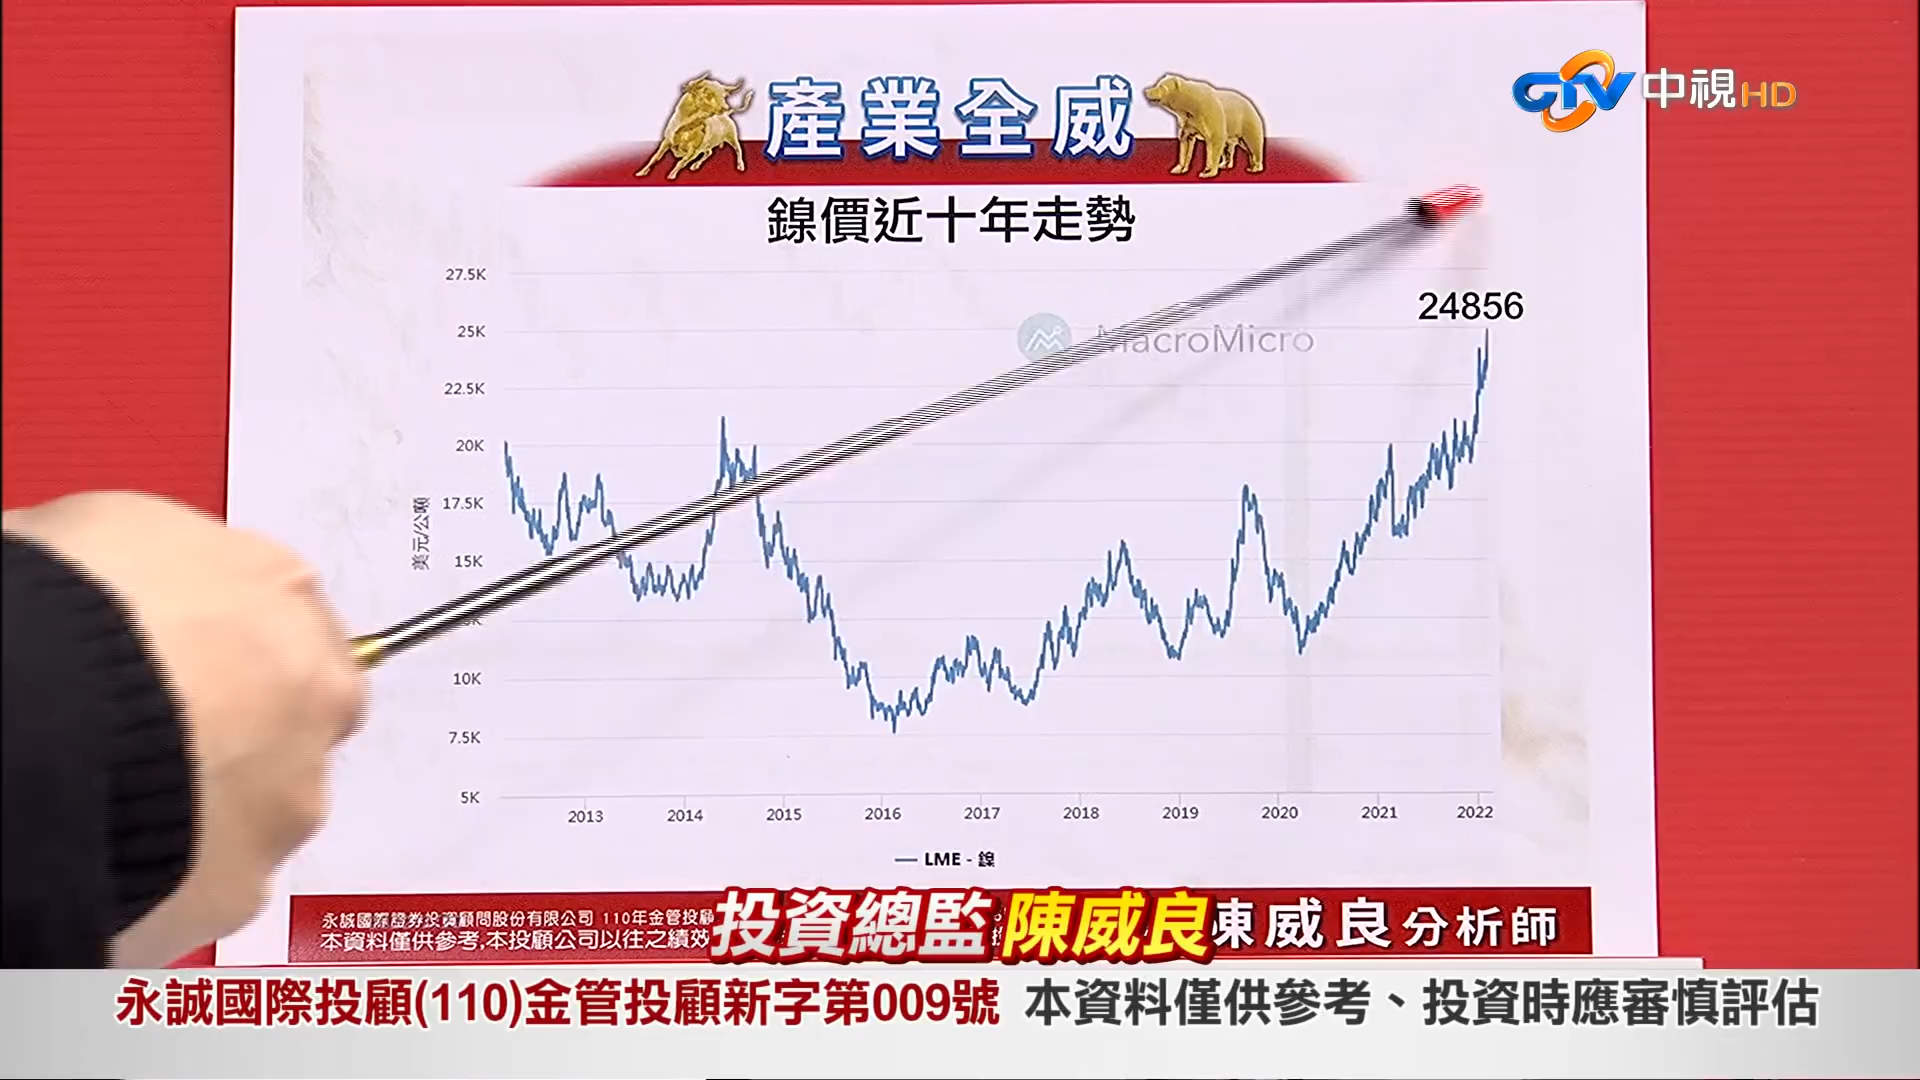 產業全威
CTV中視HD
鎳價近十年走勢
27.5K
24856
25K
MacroMicro
22.5K
20K
17.5K
美元/公噸
15K
10K
7.5K
5K
2013 2014 2015 2016 2017 2018 2019 2020 2021 2022
LME - 鎳
永誠國際證券投資顧問股份有限公司 110年金管投顧
本資料僅供參考,本投顧公司以往之績效
投資總監 陳威良
陳威良 分析師
永誠國際投顧(110)金管投顧新字第009號 本資料僅供參考、投資時應審慎評估